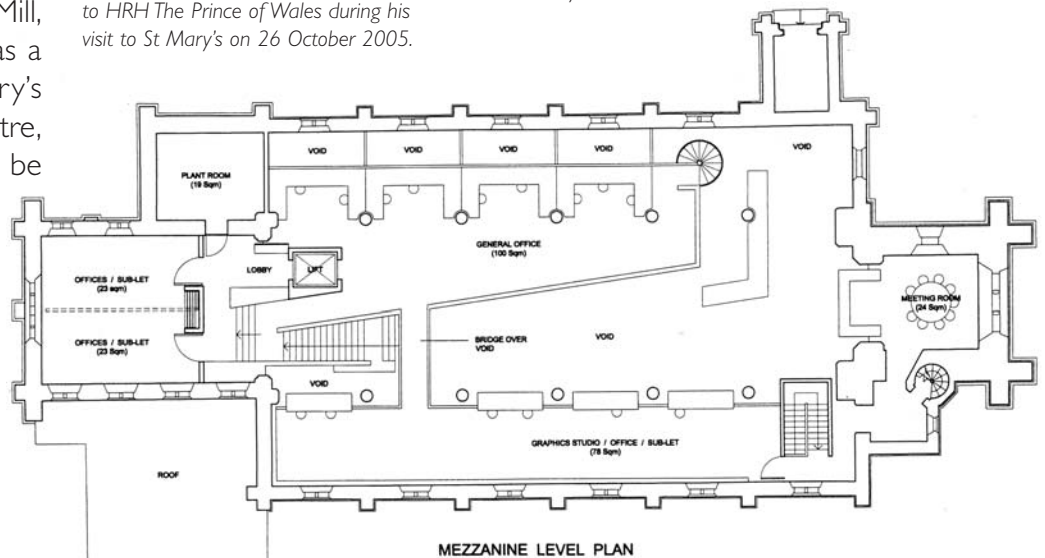 Mill,
as a
ry's
tre,
be
to HRH The Prince of Wales during his
visit to St Mary's on 26 October 2005.
VOID
VOID
VOID
VOID
VOID
PLANT ROOM
(19 Sqm)
GENERAL OFFICE
(100 Sqm)
LOBBY
LIFT
OFFICES / SUB-LET
(23 sqm)
MEETING ROOM
(24 Sqm)
OFFICES / SUB-LET
(23 Sqm)
BRIDGE OVER
VOID
VOID
VOID
GRAPHICS STUDIO / OFFICE / SUB-LET
(78 Sqm)
ROOF
MEZZANINE LEVEL PLAN